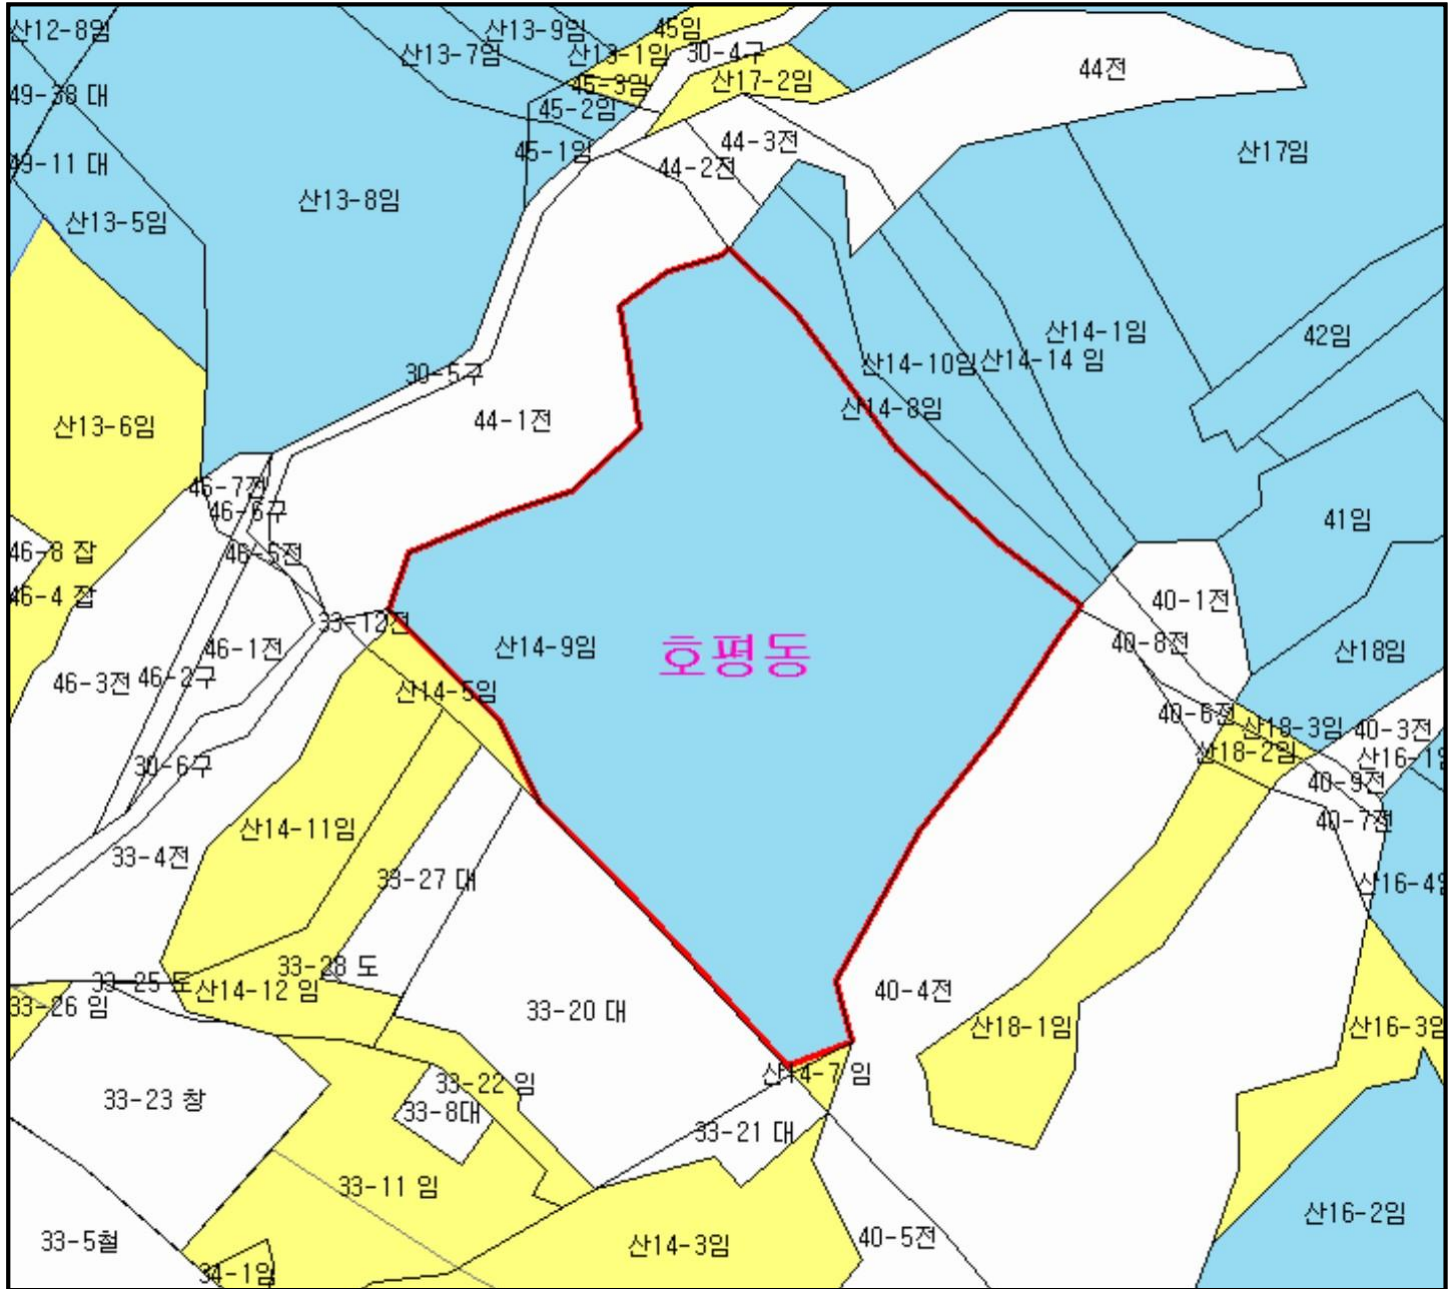 산12-8임
산13-9임
45임
산13-7임
산13-1임
30-4구
44전
45-3임
산17-2임
49-38 대
45-2임
44-3전
산17임
45-1임
44-2전
49-11 대
산13-8임
산13-5임
산14-1임
42임
산14-10임
산14-14 임
30-5구
산14-8임
44-1전
산13-6임
46-7전
46-6구
41임
46-8 잡
46-5전
46-4 잡
40-1전
33-12전
46-1전
산14-9임
호평동
40-8전
산18임
46-3전
46-2구
산14-5임
40-6전
산18-3임
40-3전
산18-2임
30-6구
40-9전
40-7전
산14-11임
33-4전
33-27 대
33-28 도
33-25 도
산14-12 임
40-4전
33-26 임
33-20 대
산18-1임
산14-7 임
33-22 임
33-23 창
33-8대
33-21 대
33-11 임
산16-2임
33-5철
산14-3임
40-5전
34-1임